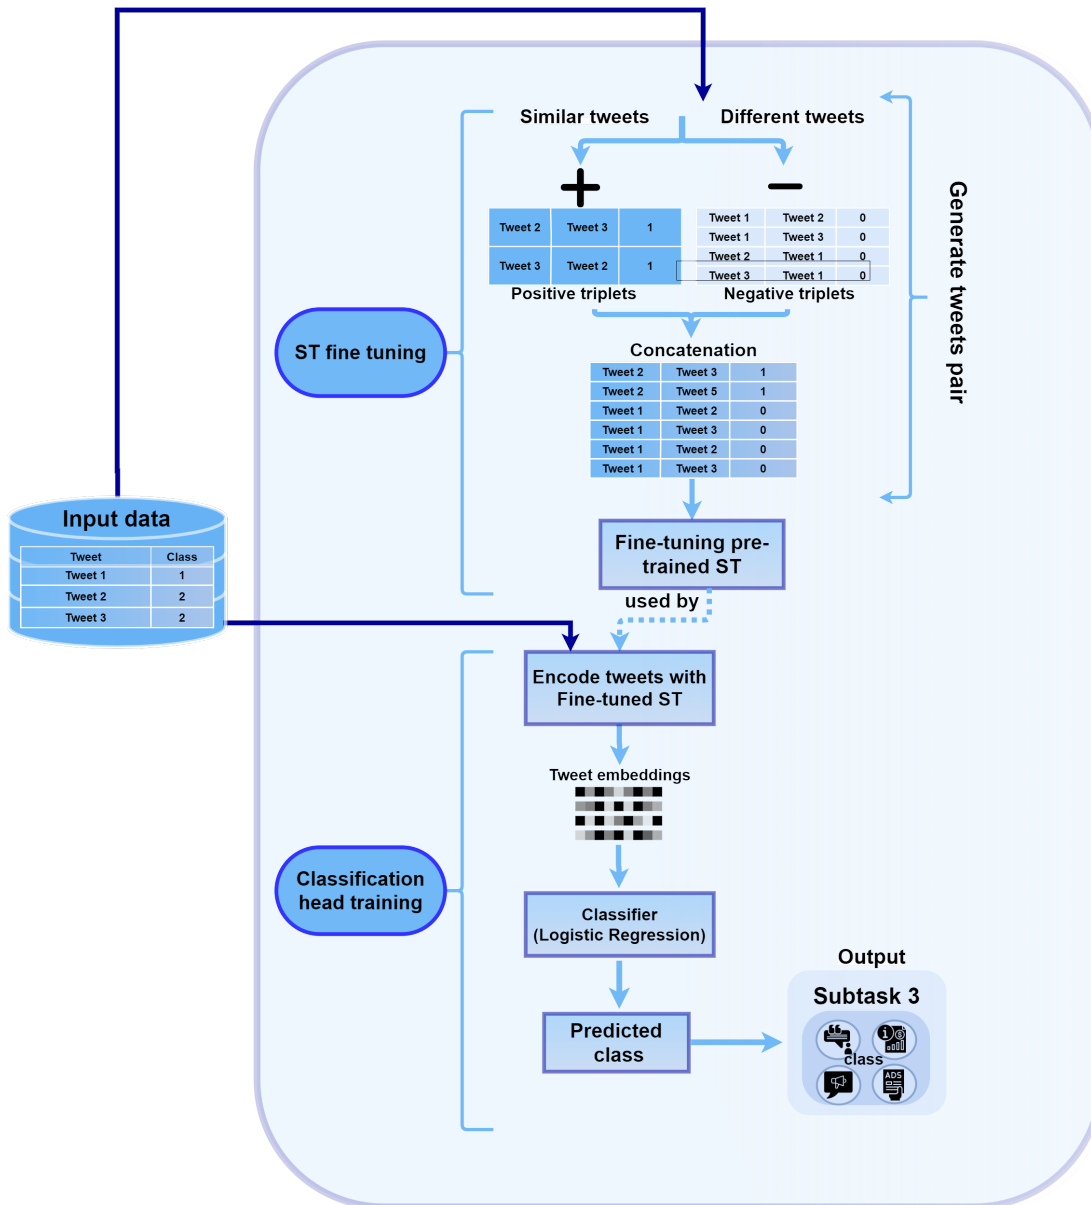 Similar tweets
Different tweets
Tweet 2 Tweet 3 1
Tweet 3 Tweet 2 1
Positive triplets
Tweet 1 Tweet 2 0
Tweet 1 Tweet 3 0
Tweet 2 Tweet 1 0
Tweet 3 Tweet 1 0
Negative triplets
Generate tweets pair
ST fine tuning
Concatenation
Tweet 2 Tweet 3 1
Tweet 2 Tweet 5 1
Tweet 1 Tweet 2 0
Tweet 1 Tweet 3 0
Tweet 1 Tweet 2 0
Tweet 1 Tweet 3 0
Input data
Tweet Class
Tweet 1 1
Tweet 2 2
Tweet 3 2
Fine-tuning pre-
trained ST
used by
Encode tweets with
Fine-tuned ST
Tweet embeddings
Classification
head training
Classifier
(Logistic Regression)
Predicted
class
Output
Subtask 3
class
ADS